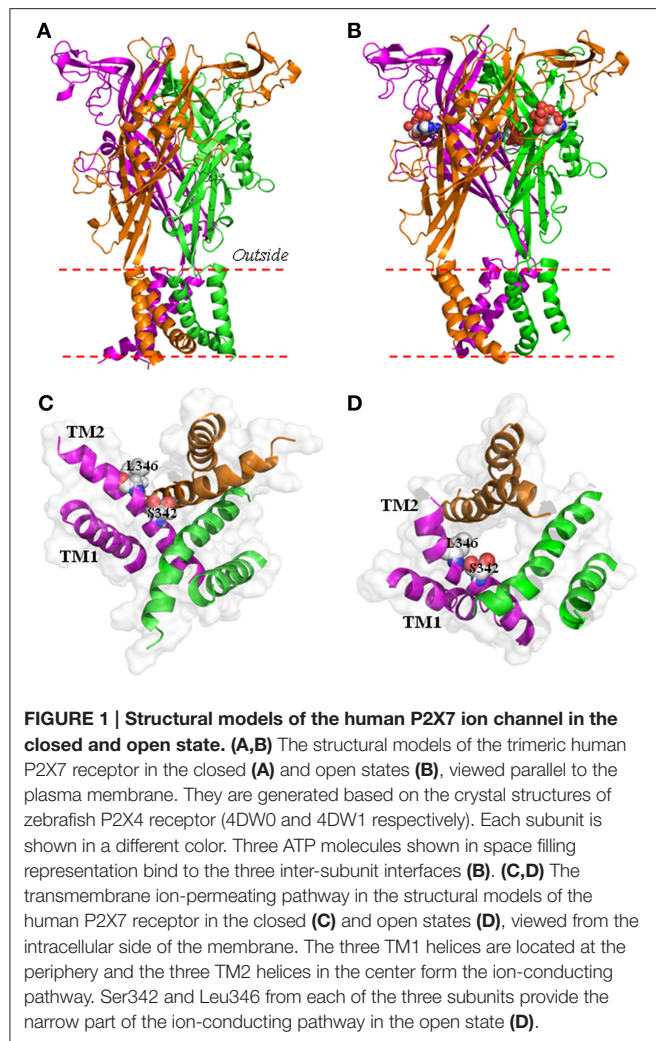 A
B
Outside
C
D
TM2
L346
S342
TM1
TM2
L346
S342
TM1
FIGURE 1 | Structural models of the human P2X7 ion channel in the
closed and open state. (A,B) The structural models of the trimeric human
P2X7 receptor in the closed (A) and open states (B), viewed parallel to the
plasma membrane. They are generated based on the crystal structures of
zebrafish P2X4 receptor (4DW0 and 4DW1 respectively). Each subunit is
shown in a different color. Three ATP molecules shown in space filling
representation bind to the three inter-subunit interfaces (B). (C,D) The
transmembrane ion-permeating pathway in the structural models of the
human P2X7 receptor in the closed (C) and open states (D), viewed from the
intracellular side of the membrane. The three TM1 helices are located at the
periphery and the three TM2 helices in the center form the ion-conducting
pathway. Ser342 and Leu346 from each of the three subunits provide the
narrow part of the ion-conducting pathway in the open state (D).